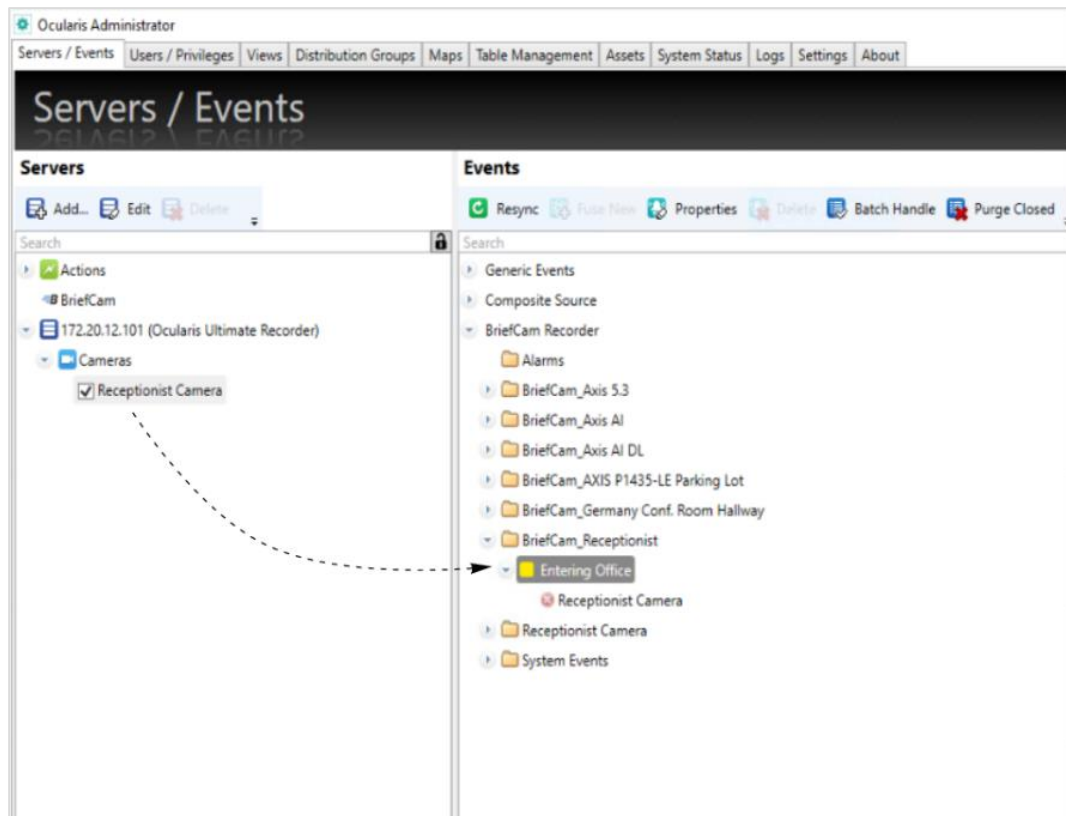 Ocularis Administrator
Servers / Events Users / Privileges Views Distribution Groups Maps Table Management Assets System Status Logs Settings About
Servers / Events
Servers
Add... Edit Delete
Search
Actions
BriefCam
172.20.12.101 (Ocularis Ultimate Recorder)
Cameras
Receptionist Camera
Events
Resync Fuse New Properties Delete Batch Handle Purge Closed
Search
Generic Events
Composite Source
BriefCam Recorder
Alarms
BriefCam_Axis 5.3
BriefCam_Axis AI
BriefCam_Axis AI DL
BriefCam_AXIS P1435-LE Parking Lot
BriefCam_Germany Conf. Room Hallway
BriefCam_Receptionist
Entering Office
Receptionist Camera
Receptionist Camera
System Events